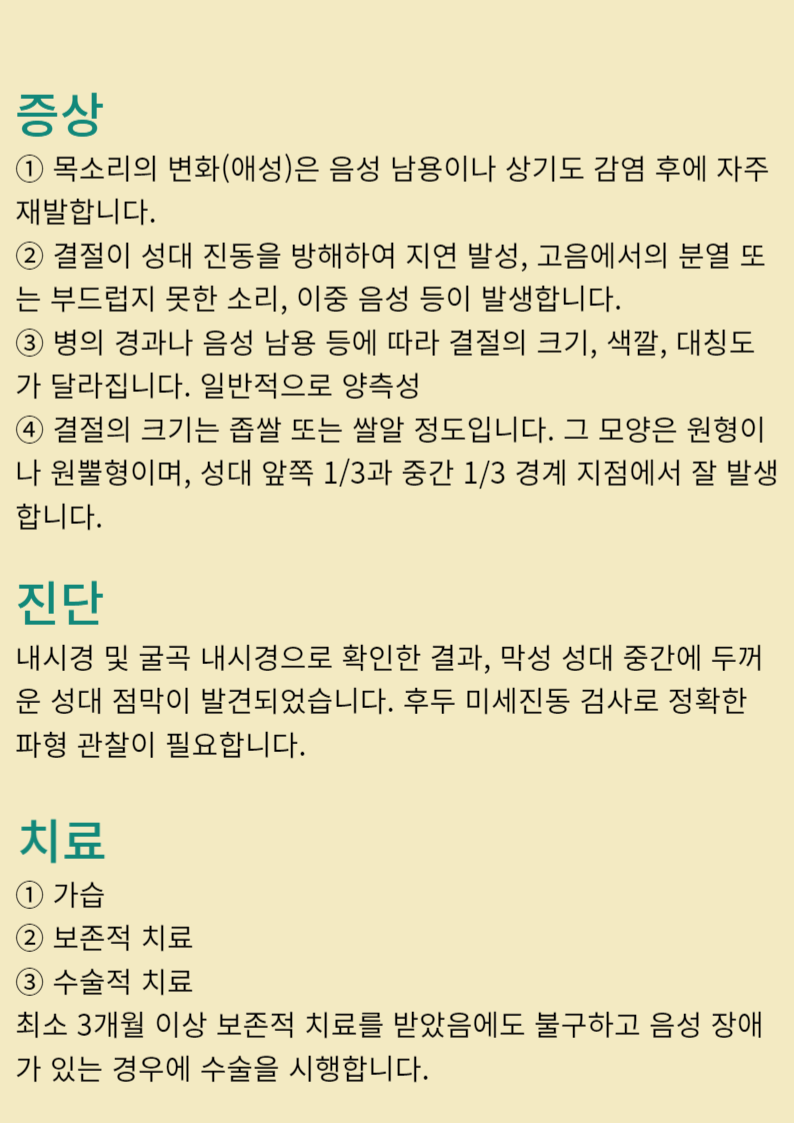 증상
① 목소리의 변화(애성)은 음성 남용이나 상기도 감염 후에 자주
재발합니다.
② 결절이 성대 진동을 방해하여 지연 발성, 고음에서의 분열 또
는 부드럽지 못한 소리, 이중 음성 등이 발생합니다.
③ 병의 경과나 음성 남용 등에 따라 결절의 크기, 색깔, 대칭도
가 달라집니다. 일반적으로 양측성
④ 결절의 크기는 좁쌀 또는 쌀알 정도입니다. 그 모양은 원형이
나 원뿔형이며, 성대 앞쪽 1/3과 중간 1/3 경계 지점에서 잘 발생
합니다.
진단
내시경 및 굴곡 내시경으로 확인한 결과, 막성 성대 중간에 두꺼
운 성대 점막이 발견되었습니다. 후두 미세진동 검사로 정확한
파형 관찰이 필요합니다.
치료
① 가습
② 보존적 치료
③ 수술적 치료
최소 3개월 이상 보존적 치료를 받았음에도 불구하고 음성 장애
가 있는 경우에 수술을 시행합니다.